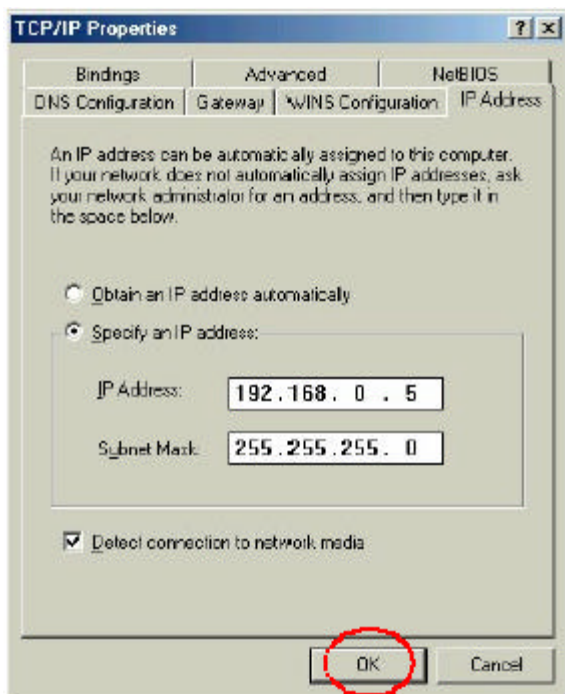 TCP/IP Properties
Bindings Advanced NetBIOS
DNS Configuration Gateway WINS Configuration IP Address
An IP address can be automatically assigned to this computer.
If your network does not automatically assign IP addresses, ask
your network administrator for an address, and then type it in
the space below.
Obtain an IP address automatically
Specify an IP address:
IP Address: 192.168. 0 . 5
Subnet Mask: 255.255.255. 0
Detect connection to network media
OK Cancel